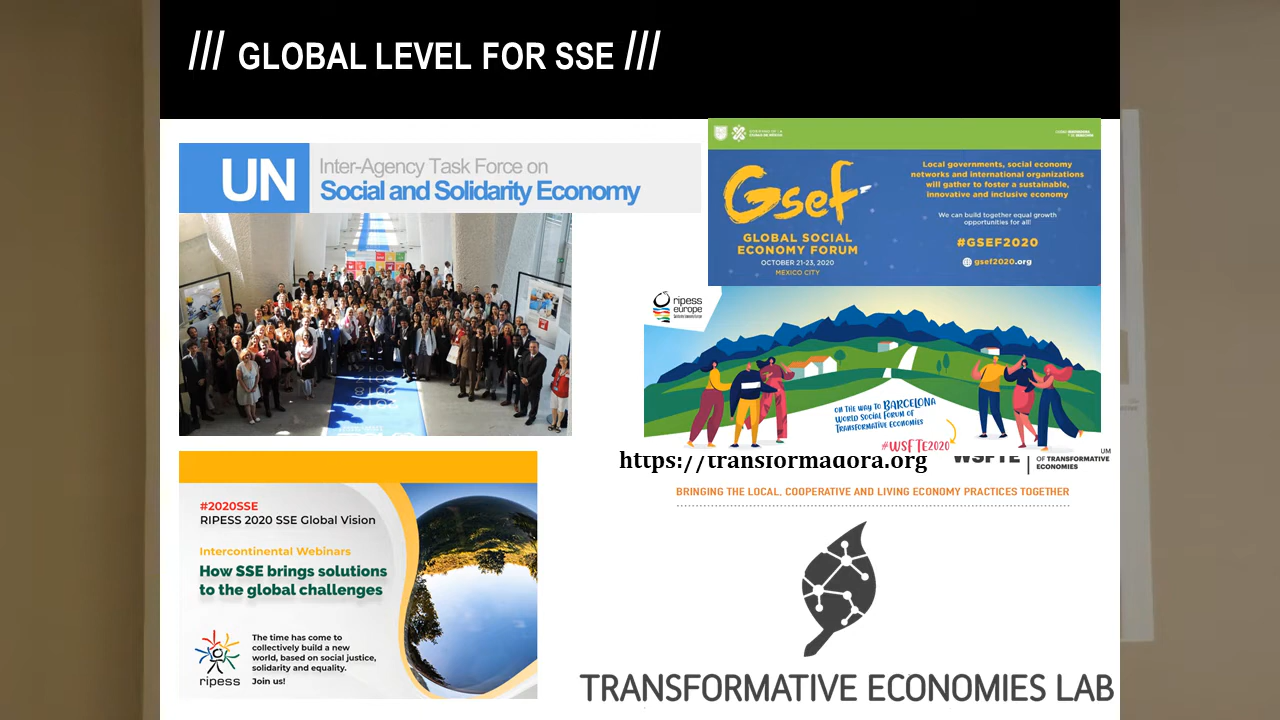 /// GLOBAL LEVEL FOR SSE ///
UN
Inter-Agency Task Force on
Social and Solidarity Economy
Gsef
GLOBAL SOCIAL
ECONOMY FORUM
OCTOBER 21-23, 2020
MEXICO CITY
Local governments, social economy
networks and international organizations
will gather to foster a sustainable,
innovative and inclusive economy
We can build together equal growth
opportunities for all!
#GSEF2020
gsef2020.org
ripess
europe
ON THE WAY TO BARCELONA
WORLD SOCIAL FORUM OF
TRANSFORMATIVE ECONOMIES
#WSFTE2020
https://transformadora.org
WSFTE
UM
OF TRANSFORMATIVE
ECONOMIES
BRINGING THE LOCAL, COOPERATIVE AND LIVING ECONOMY PRACTICES TOGETHER
#2020SSE
RIPESS 2020 SSE Global Vision
Intercontinental Webinars
How SSE brings solutions
to the global challenges
ripess
The time has come to
collectively build a new
world, based on social justice,
solidarity and equality.
Join us!
TRANSFORMATIVE ECONOMIES LAB